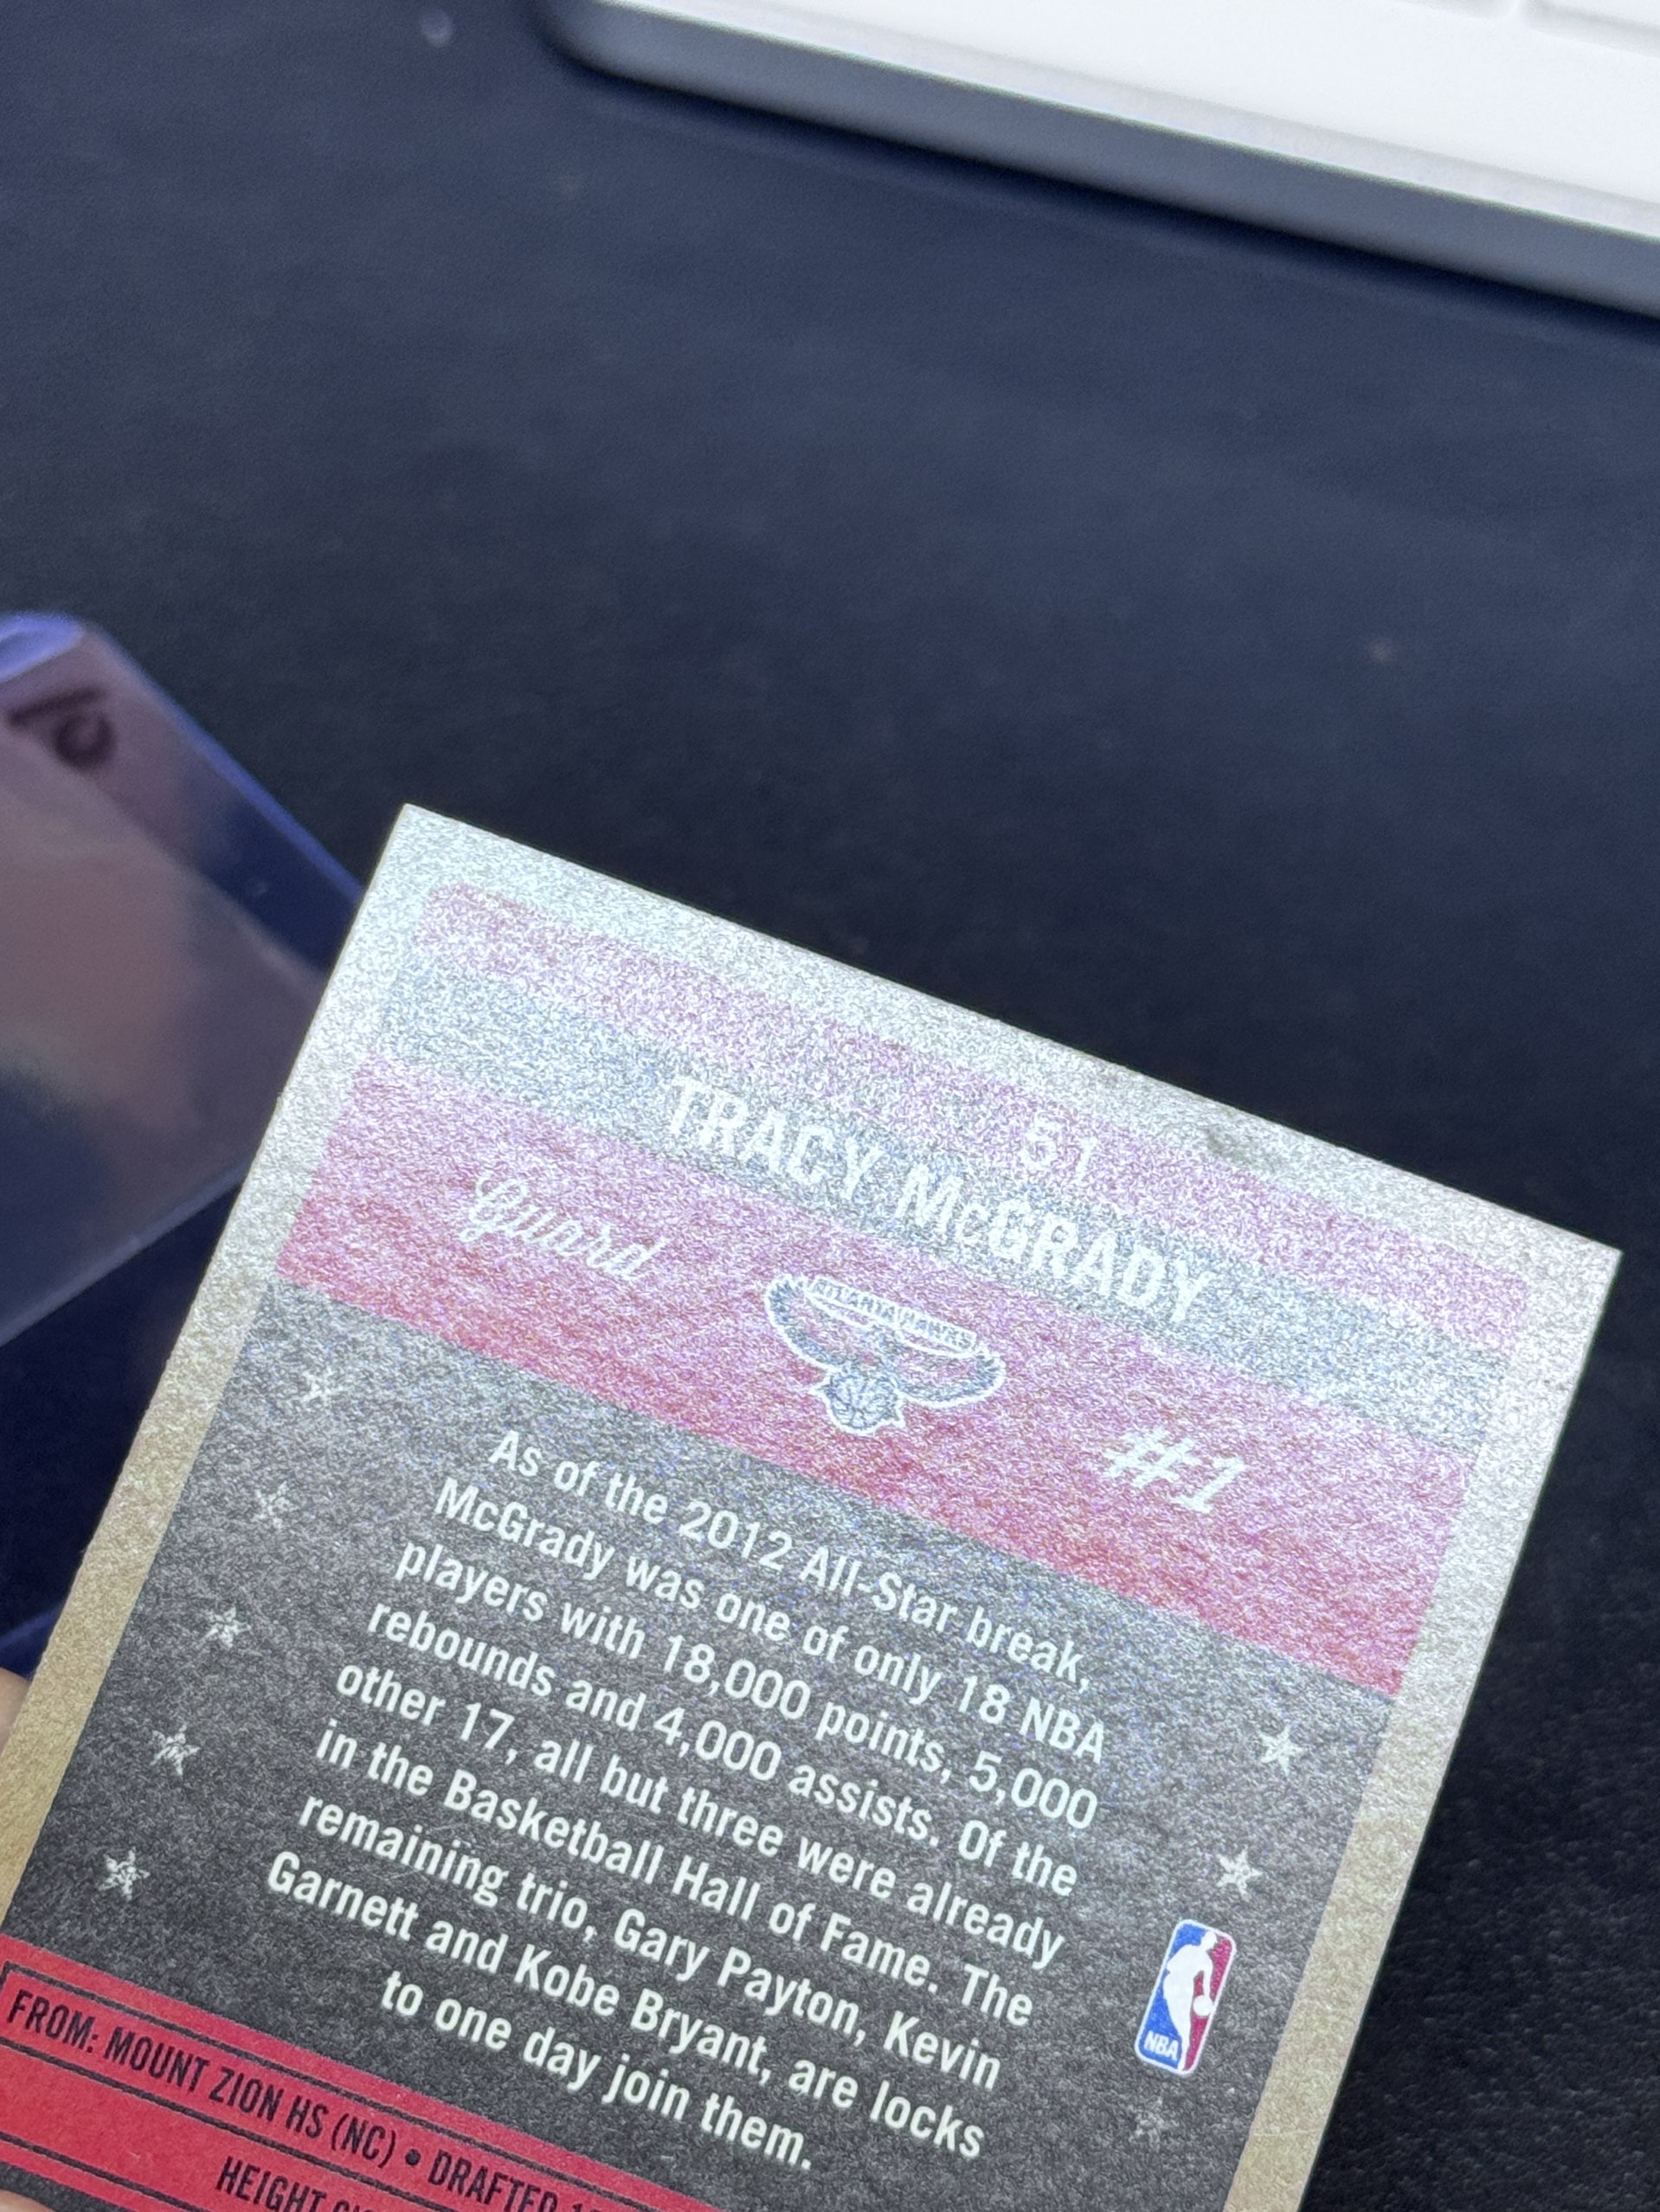 10
51
TRACY McGRADY
Guard
ATLANTA HAWKS
#1
As of the 2012 All-Star break,
McGrady was one of only 18 NBA
players with 18,000 points, 5,000
rebounds and 4,000 assists. Of the
other 17, all but three were already
in the Basketball Hall of Fame. The
remaining trio, Gary Payton, Kevin
Garnett and Kobe Bryant, are locks
to one day join them.
NBA
FROM: MOUNT ZION HS (NC) • DRAFTED
HEIGHT